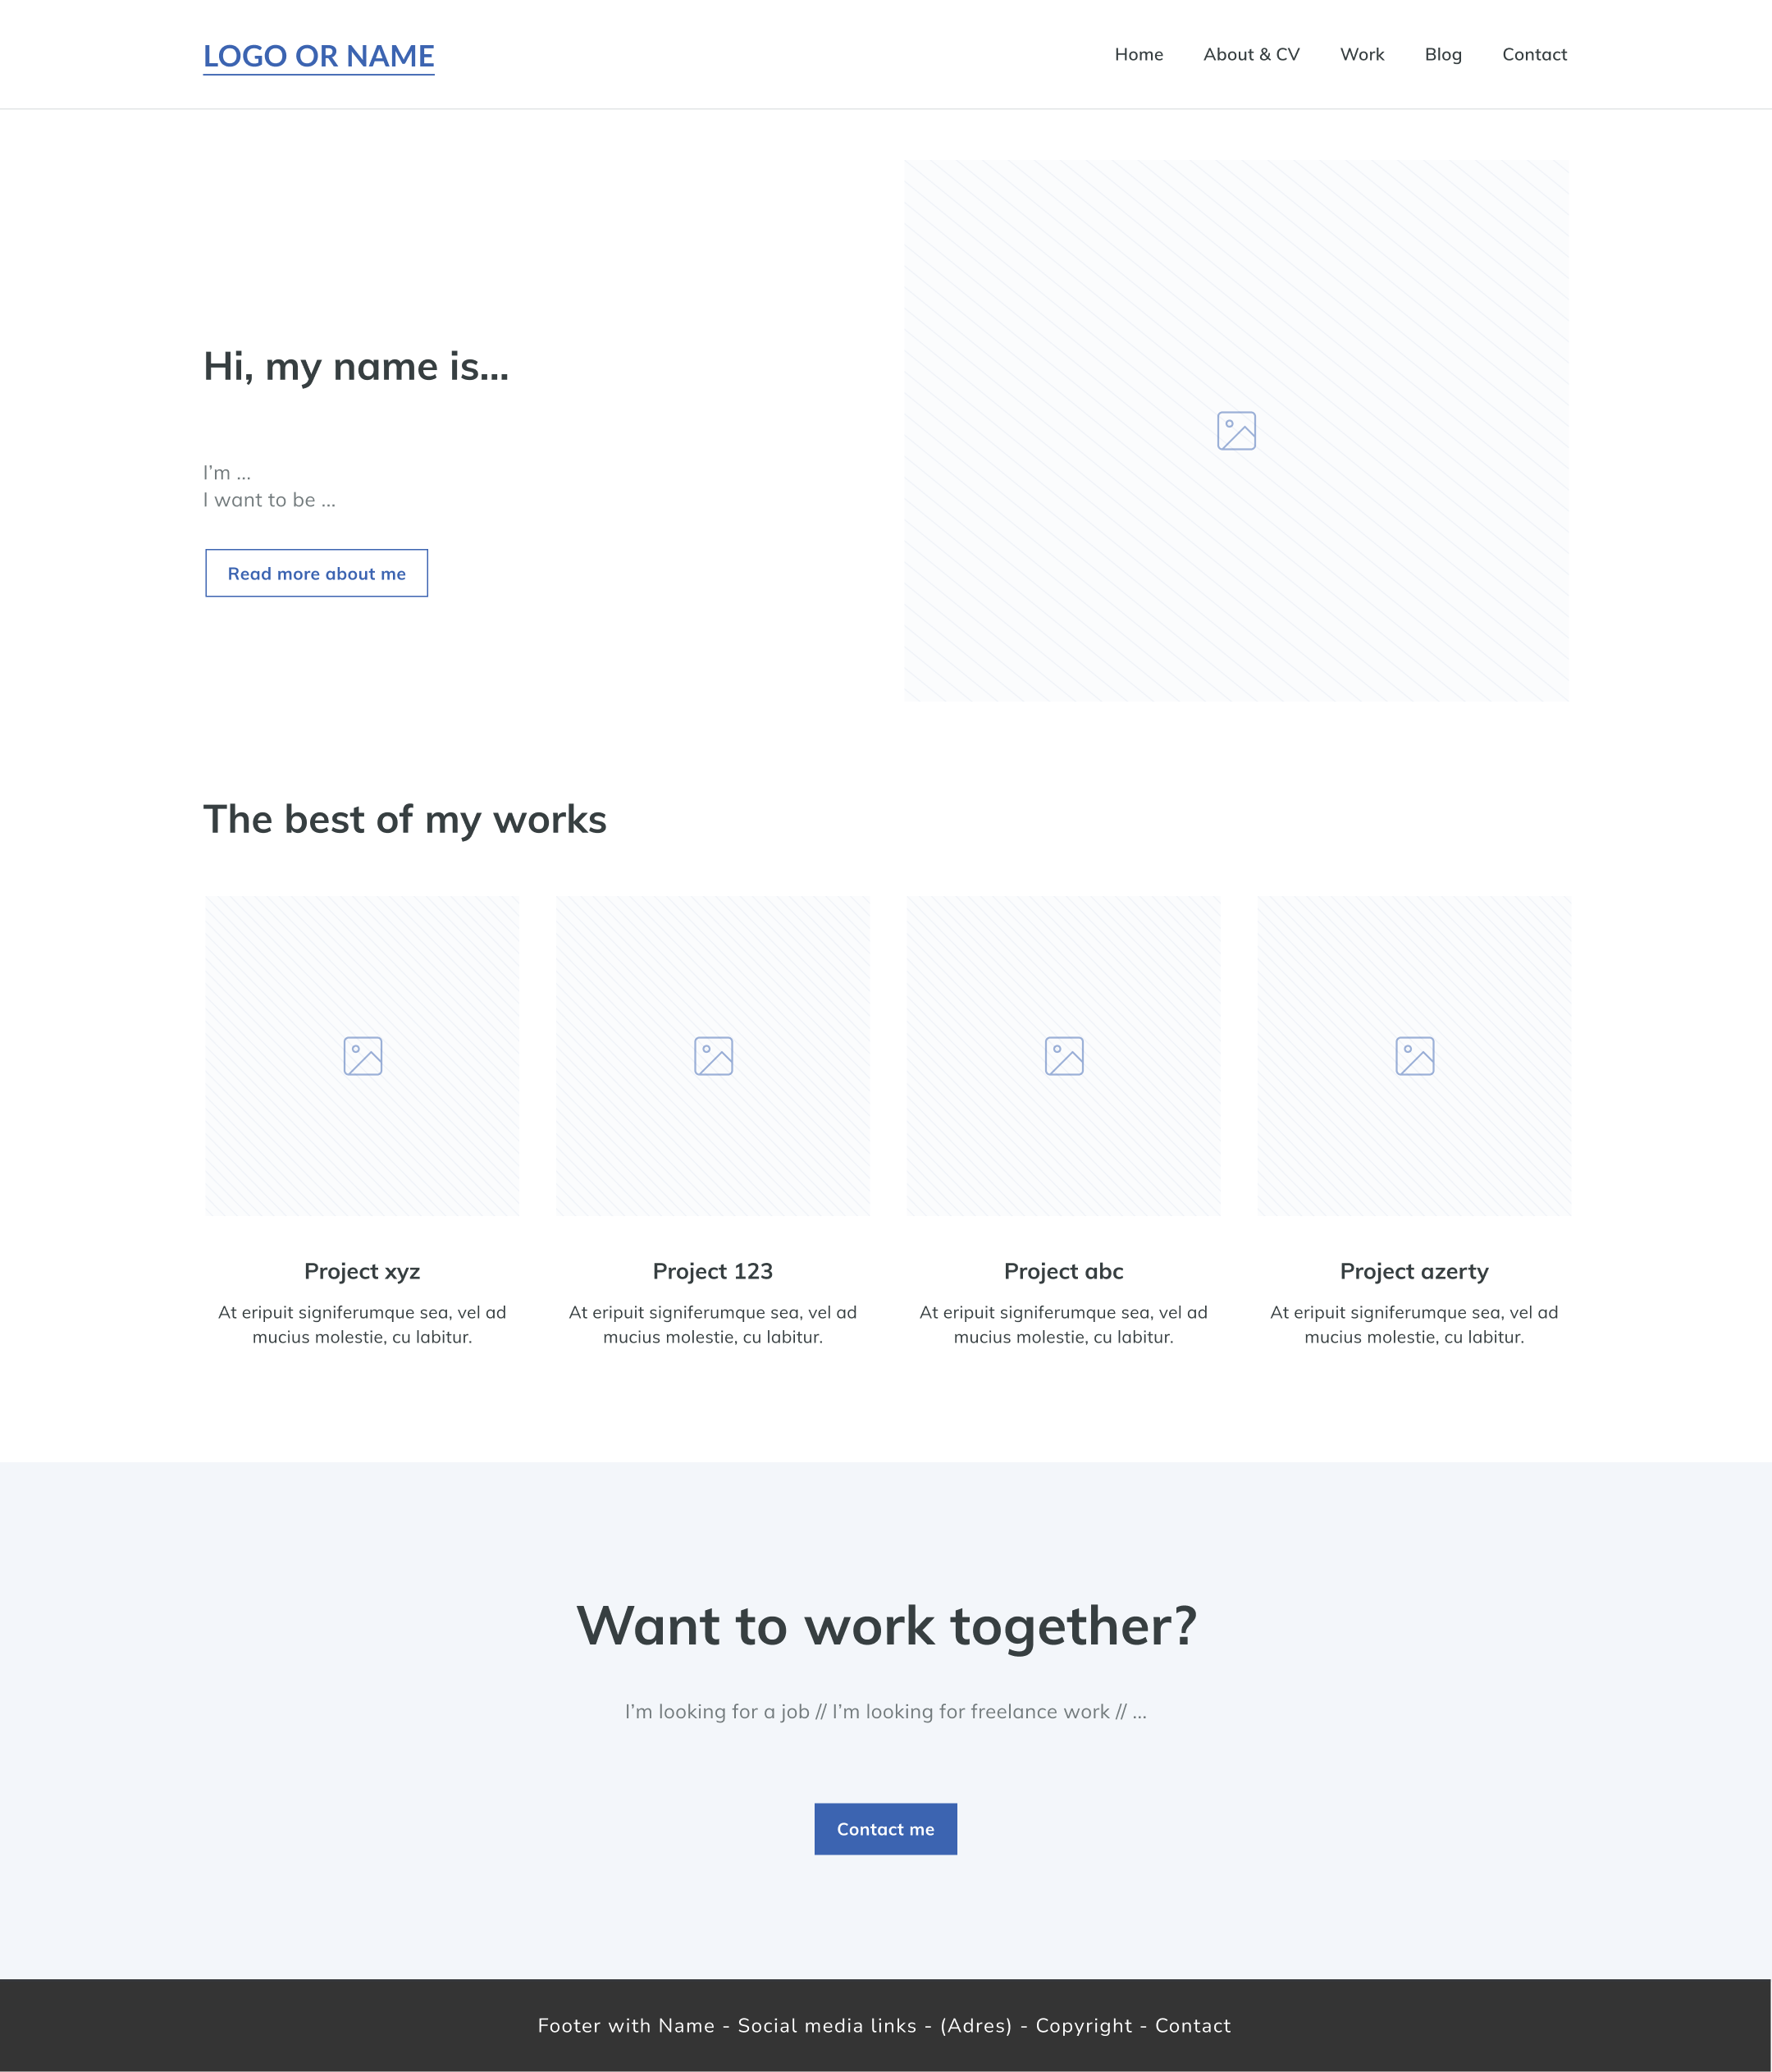 LOGO OR NAME
Home About & CV Work Blog Contact
Hi, my name is...
I'm ...
I want to be ...
Read more about me
The best of my works
Project xyz
At eripuit signiferumque sea, vel ad
mucius molestie, cu labitur.
Project 123
At eripuit signiferumque sea, vel ad
mucius molestie, cu labitur.
Project abc
At eripuit signiferumque sea, vel ad
mucius molestie, cu labitur.
Project azerty
At eripuit signiferumque sea, vel ad
mucius molestie, cu labitur.
Want to work together?
I'm looking for a job // I'm looking for freelance work // ...
Contact me
Footer with Name - Social media links - (Adres) - Copyright - Contact